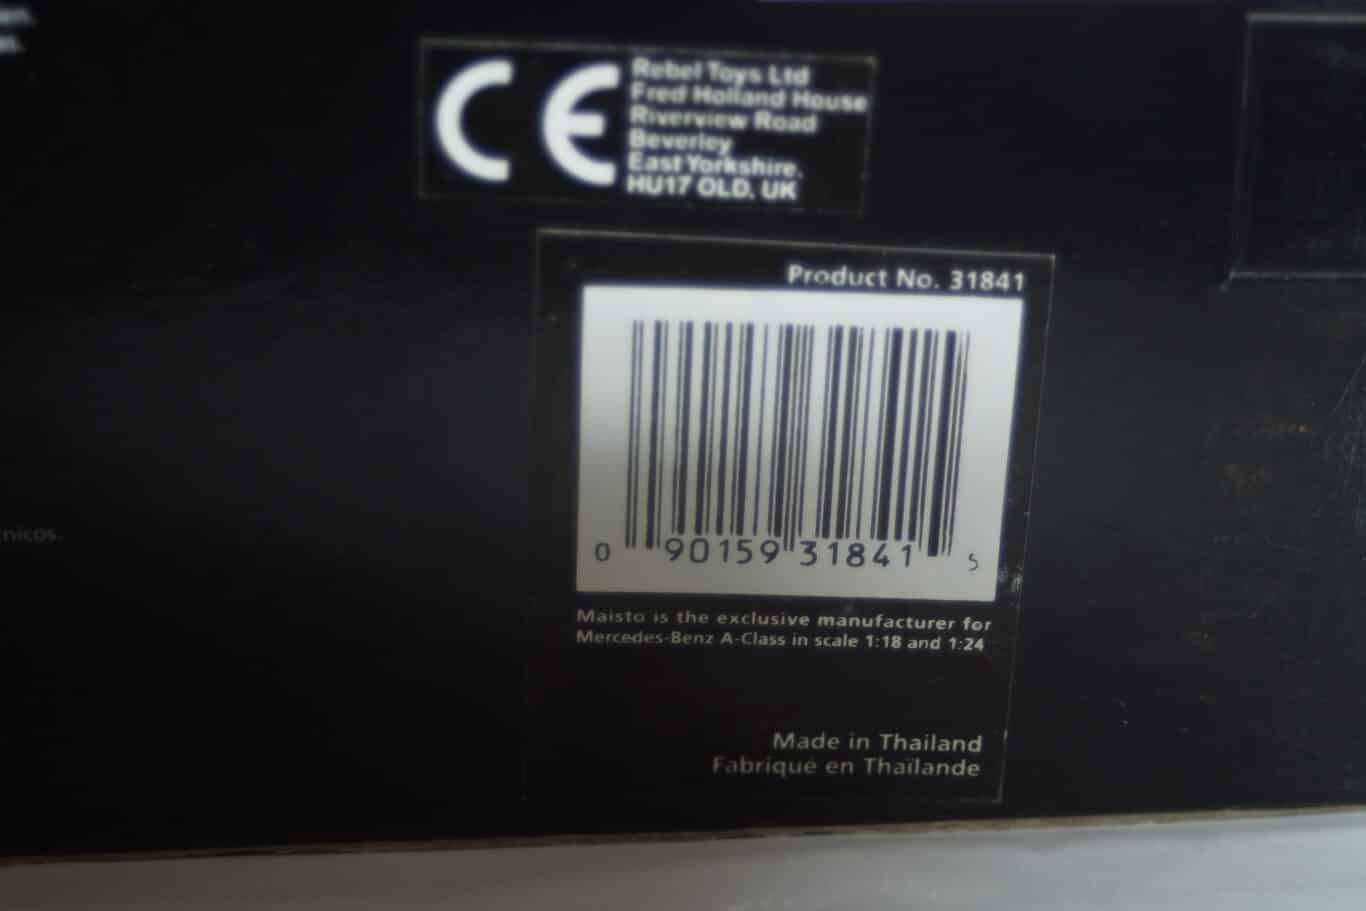 CE
Rebel Toys Ltd
Fred Holland House
Riverview Road
Beverley
East Yorkshire.
HU17 OLD. UK
Product No. 31841
0 90159 31841 5
Maisto is the exclusive manufacturer for
Mercedes-Benz A-Class in scale 1:18 and 1:24
cnicos.
Made in Thailand
Fabriqué en Thaïlande